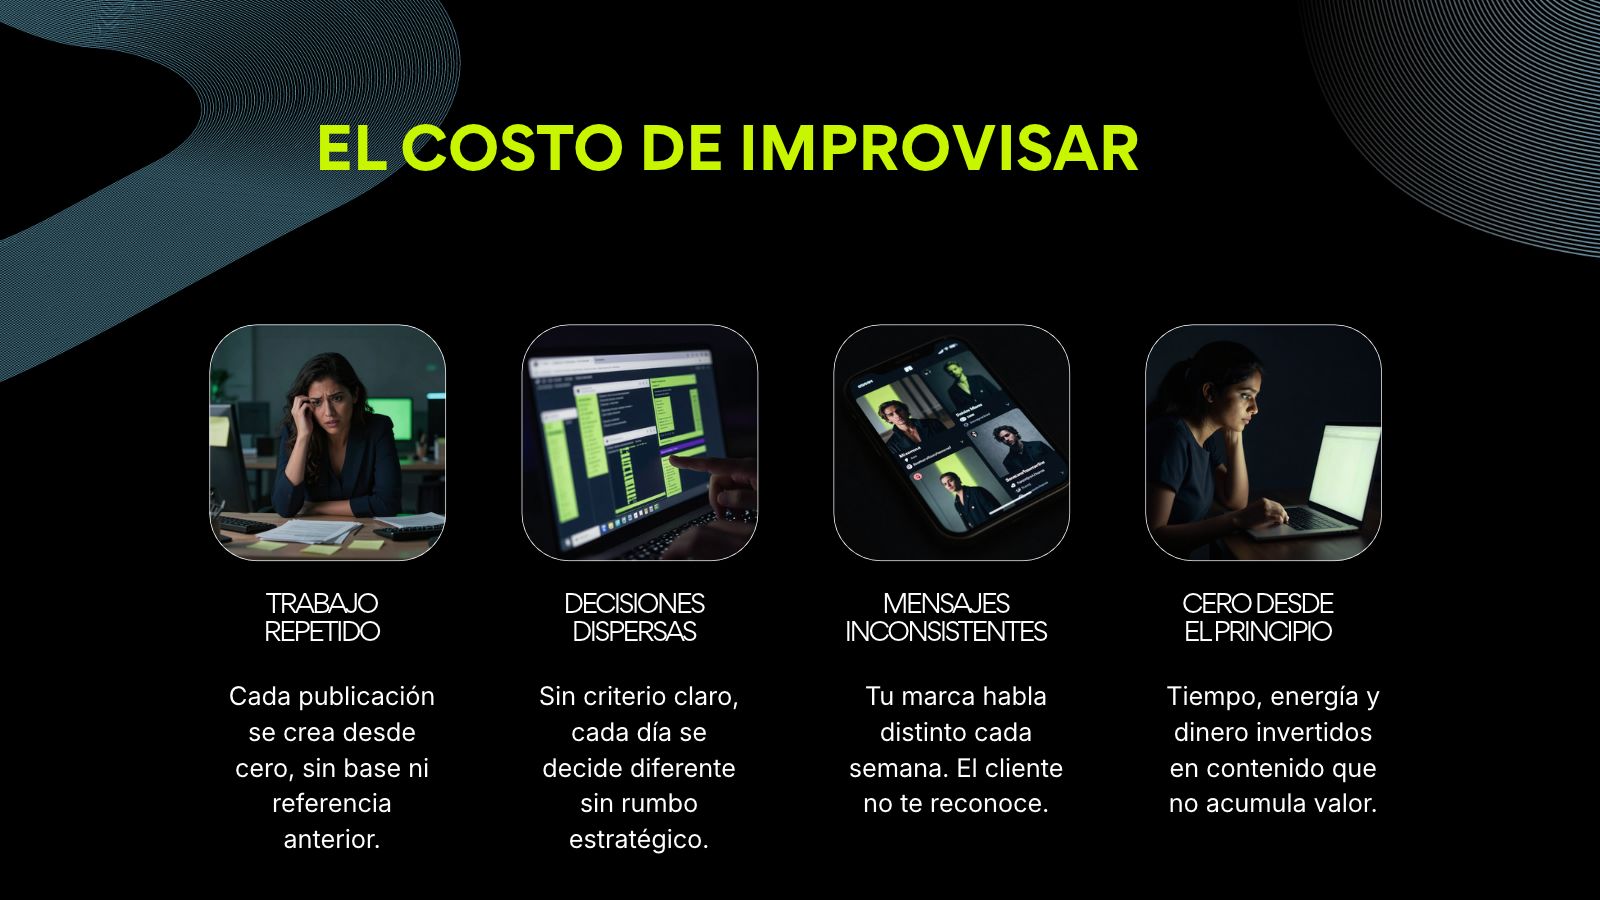 EL COSTO DE IMPROVISAR
TRABAJO
REPETIDO
Cada publicación
se crea desde
cero, sin base ni
referencia
anterior.
DECISIONES
DISPERSAS
Sin criterio claro,
cada día se
decide diferente
sin rumbo
estratégico.
MENSAJES
INCONSISTENTES
Tu marca habla
distinto cada
semana. El cliente
no te reconoce.
CERO DESDE
EL PRINCIPIO
Tiempo, energía y
dinero invertidos
en contenido que
no acumula valor.